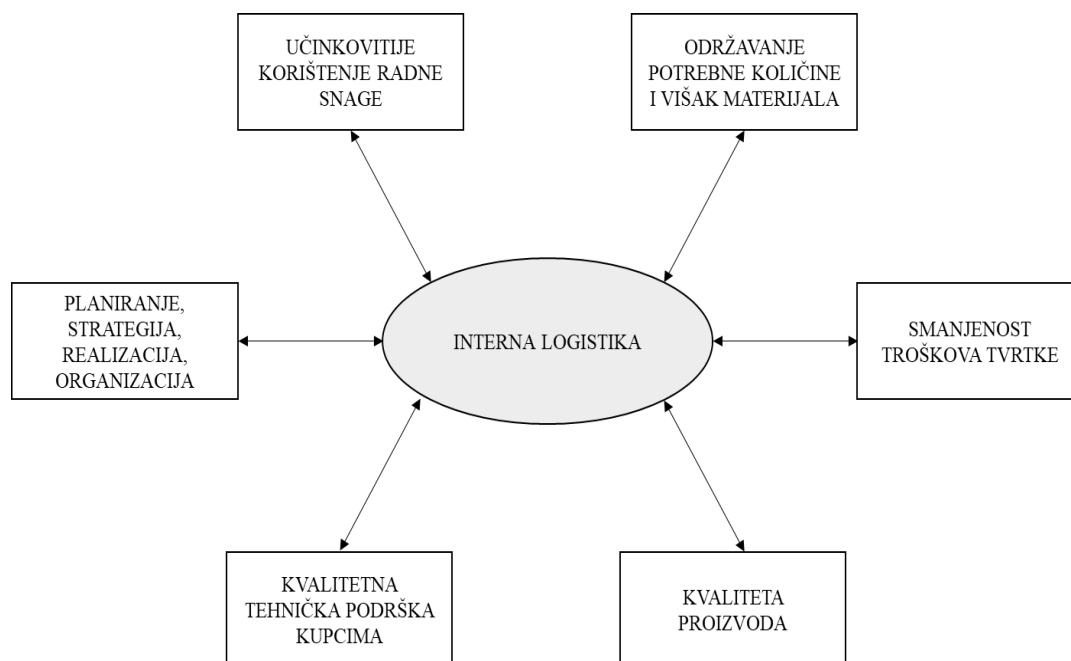 UČINKOVITIJE
KORIŠTENJE RADNE
SNAGE
ODRŽAVANJE
POTREBNE KOLIČINE
I VIŠAK MATERIJALA
PLANIRANJE,
STRATEGIJA,
REALIZACIJA,
ORGANIZACIJA
INTERNA LOGISTIKA
SMANJENOST
TROŠKOVA TVRTKE
KVALITETNA
TEHNIČKA PODRŠKA
KUPCIMA
KVALITETA
PROIZVODA